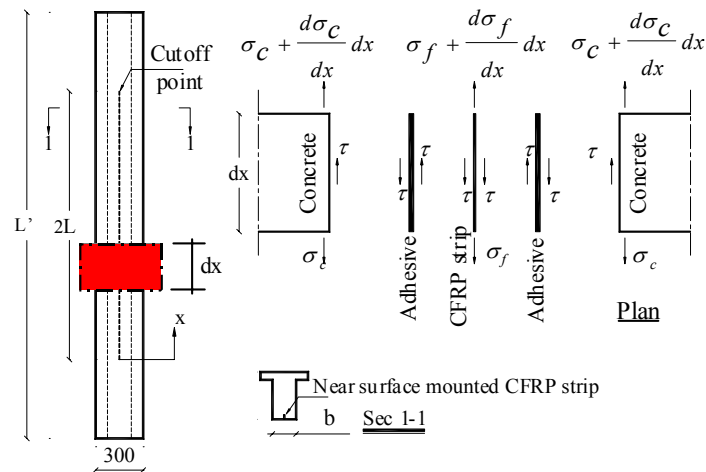 Cutoff point
1 1
L'
2L
dx
x
300
σc + dσc/dx dx
σf + dσf/dx dx
σc + dσc/dx dx
dx
Concrete
τ
τ
τ
τ
τ
τ
τ
τ
Concrete
σc
Adhesive
CFRP strip
σf
Adhesive
σc
Plan
Near surface mounted CFRP strip
b
Sec 1-1